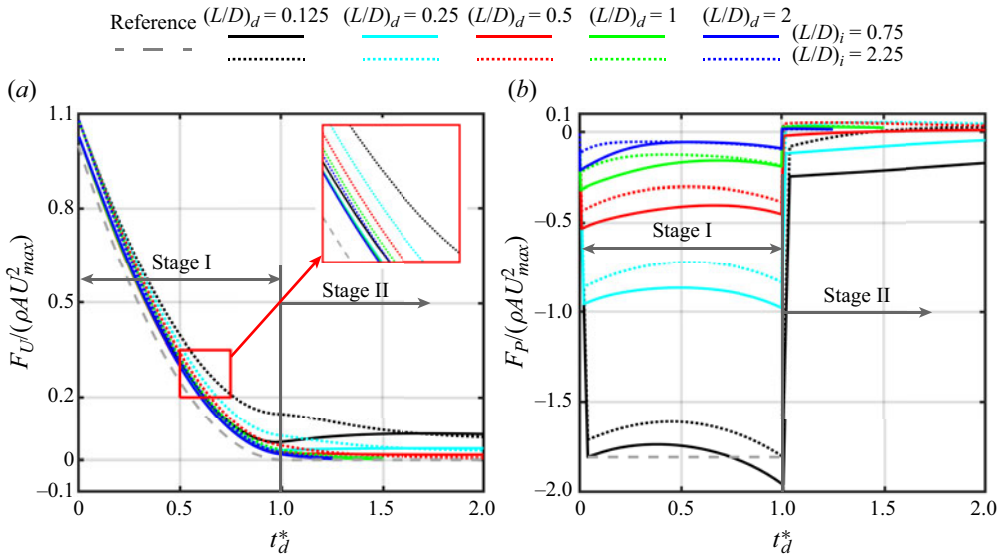 Reference (L/D)d = 0.125 (L/D)d = 0.25 (L/D)d = 0.5 (L/D)d = 1 (L/D)d = 2
(L/D)i = 0.75
(L/D)i = 2.25
(a)
1.1
0.8
0.5
0.2
0
–0.1
FU/(ρAU²max)
Stage I
Stage II
0 0.5 1.0 1.5 2.0
t*d
(b)
0.1
0
–0.5
–1.0
–1.5
–2.0
FP/(ρAU²max)
Stage I
Stage II
0 0.5 1.0 1.5 2.0
t*d